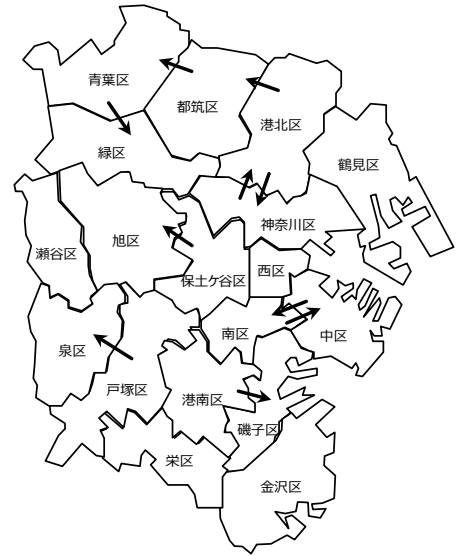 青葉区
都筑区
港北区
緑区
鶴見区
神奈川区
旭区
瀬谷区
西区
保土ケ谷区
南区
中区
泉区
戸塚区
港南区
磯子区
栄区
金沢区